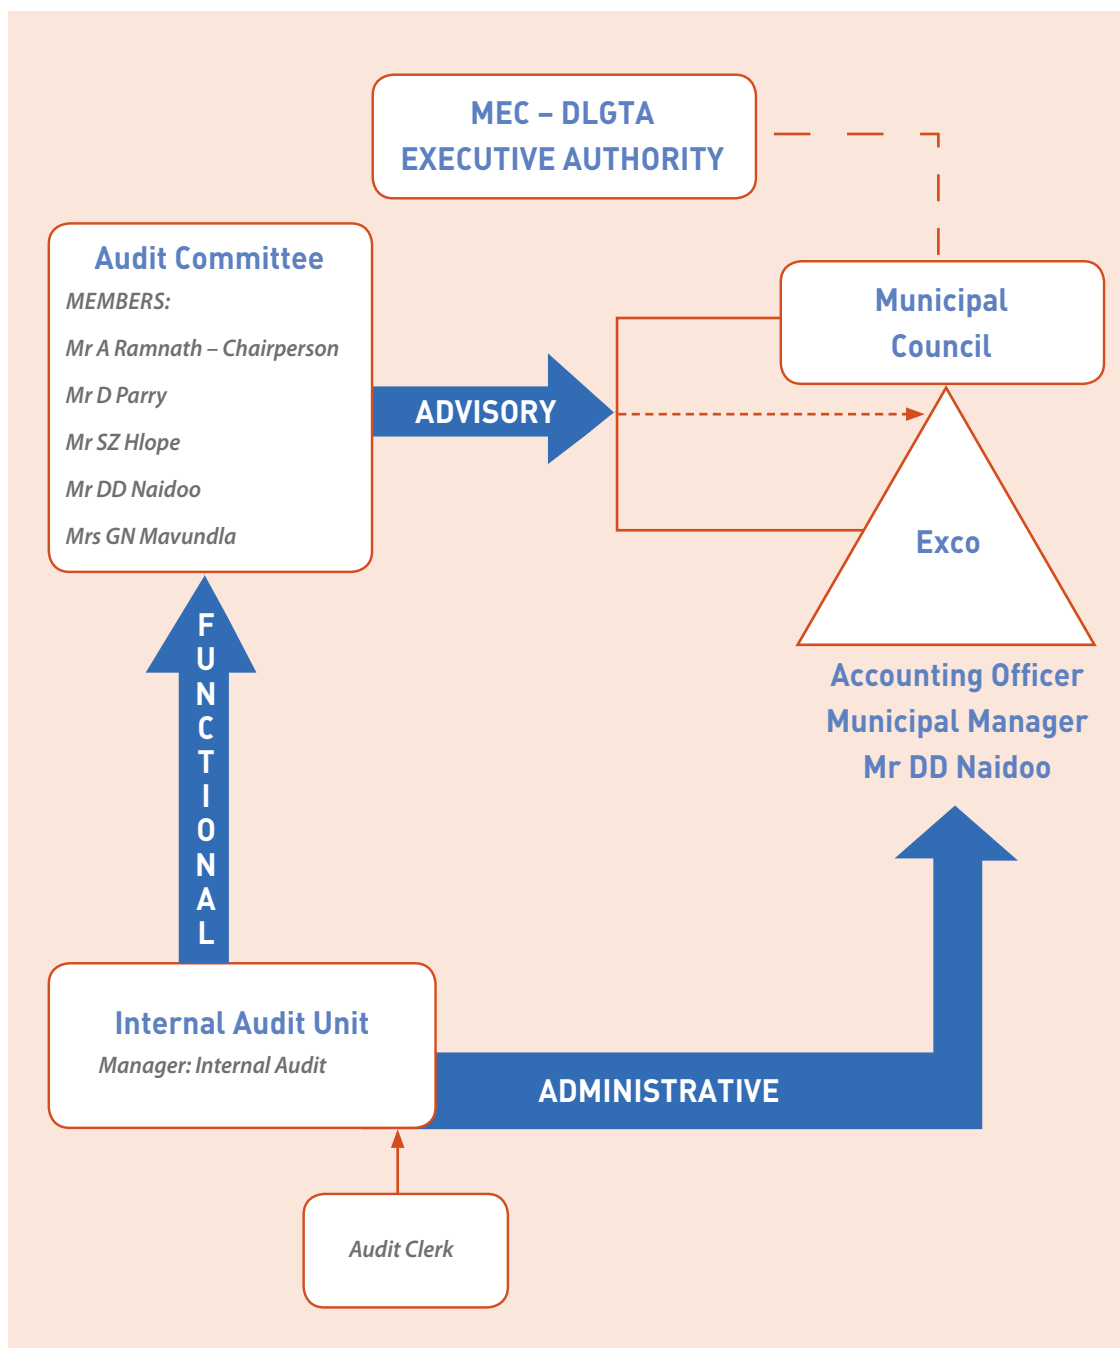 MEC – DLGTA
EXECUTIVE AUTHORITY
Audit Committee
MEMBERS:
Mr A Ramnath – Chairperson
Mr D Parry
Mr SZ Hlope
Mr DD Naidoo
Mrs GN Mavundla
ADVISORY
Municipal
Council
Exco
Accounting Officer
Municipal Manager
Mr DD Naidoo
FUNCTIONAL
Internal Audit Unit
Manager: Internal Audit
ADMINISTRATIVE
Audit Clerk